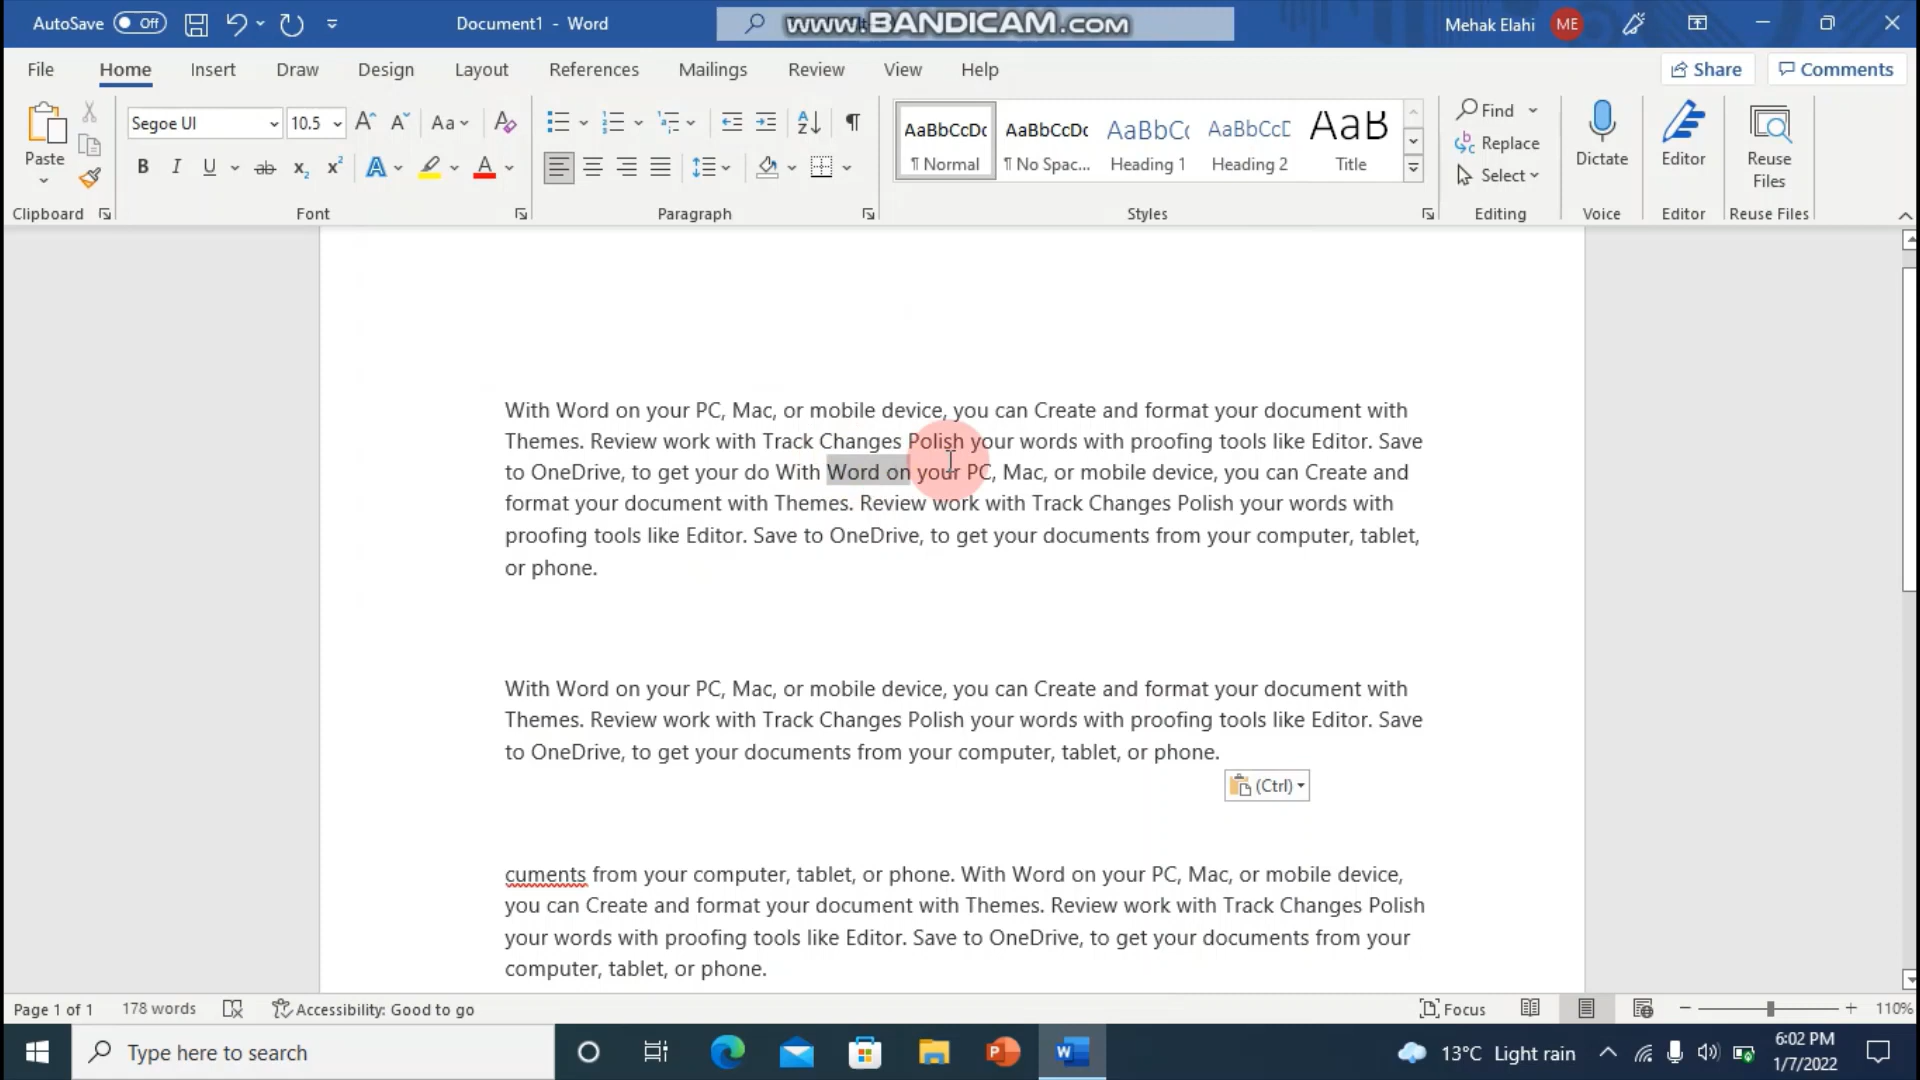 AutoSave Off Document1 - Word www.BANDICAM.com Mehak Elahi ME
File Home Insert Draw Design Layout References Mailings Review View Help Share Comments
Segoe UI 10.5 A A Aa A AaBbCcDc AaBbCcDc AaBbCc AaBbCcD AaB Find
Paste B I U ab x2 x2 A A ¶ Normal ¶ No Spac... Heading 1 Heading 2 Title Replace Select Dictate Editor Reuse Files
Clipboard Font Paragraph Styles Editing Voice Editor Reuse Files
With Word on your PC, Mac, or mobile device, you can Create and format your document with
Themes. Review work with Track Changes Polish your words with proofing tools like Editor. Save
to OneDrive, to get your do With Word on your PC, Mac, or mobile device, you can Create and
format your document with Themes. Review work with Track Changes Polish your words with
proofing tools like Editor. Save to OneDrive, to get your documents from your computer, tablet,
or phone.
With Word on your PC, Mac, or mobile device, you can Create and format your document with
Themes. Review work with Track Changes Polish your words with proofing tools like Editor. Save
to OneDrive, to get your documents from your computer, tablet, or phone.
(Ctrl)
cuments from your computer, tablet, or phone. With Word on your PC, Mac, or mobile device,
you can Create and format your document with Themes. Review work with Track Changes Polish
your words with proofing tools like Editor. Save to OneDrive, to get your documents from your
computer, tablet, or phone.
Page 1 of 1 178 words Accessibility: Good to go Focus 110%
Type here to search 13°C Light rain 6:02 PM
1/7/2022